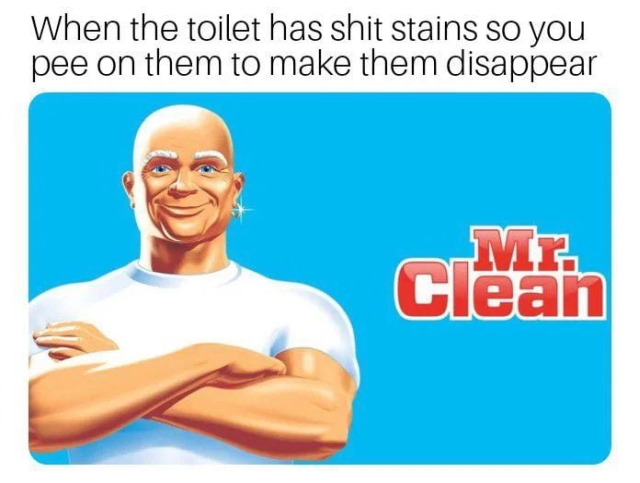 When the toilet has shit stains so you
pee on them to make them disappear
Mr.
Clean